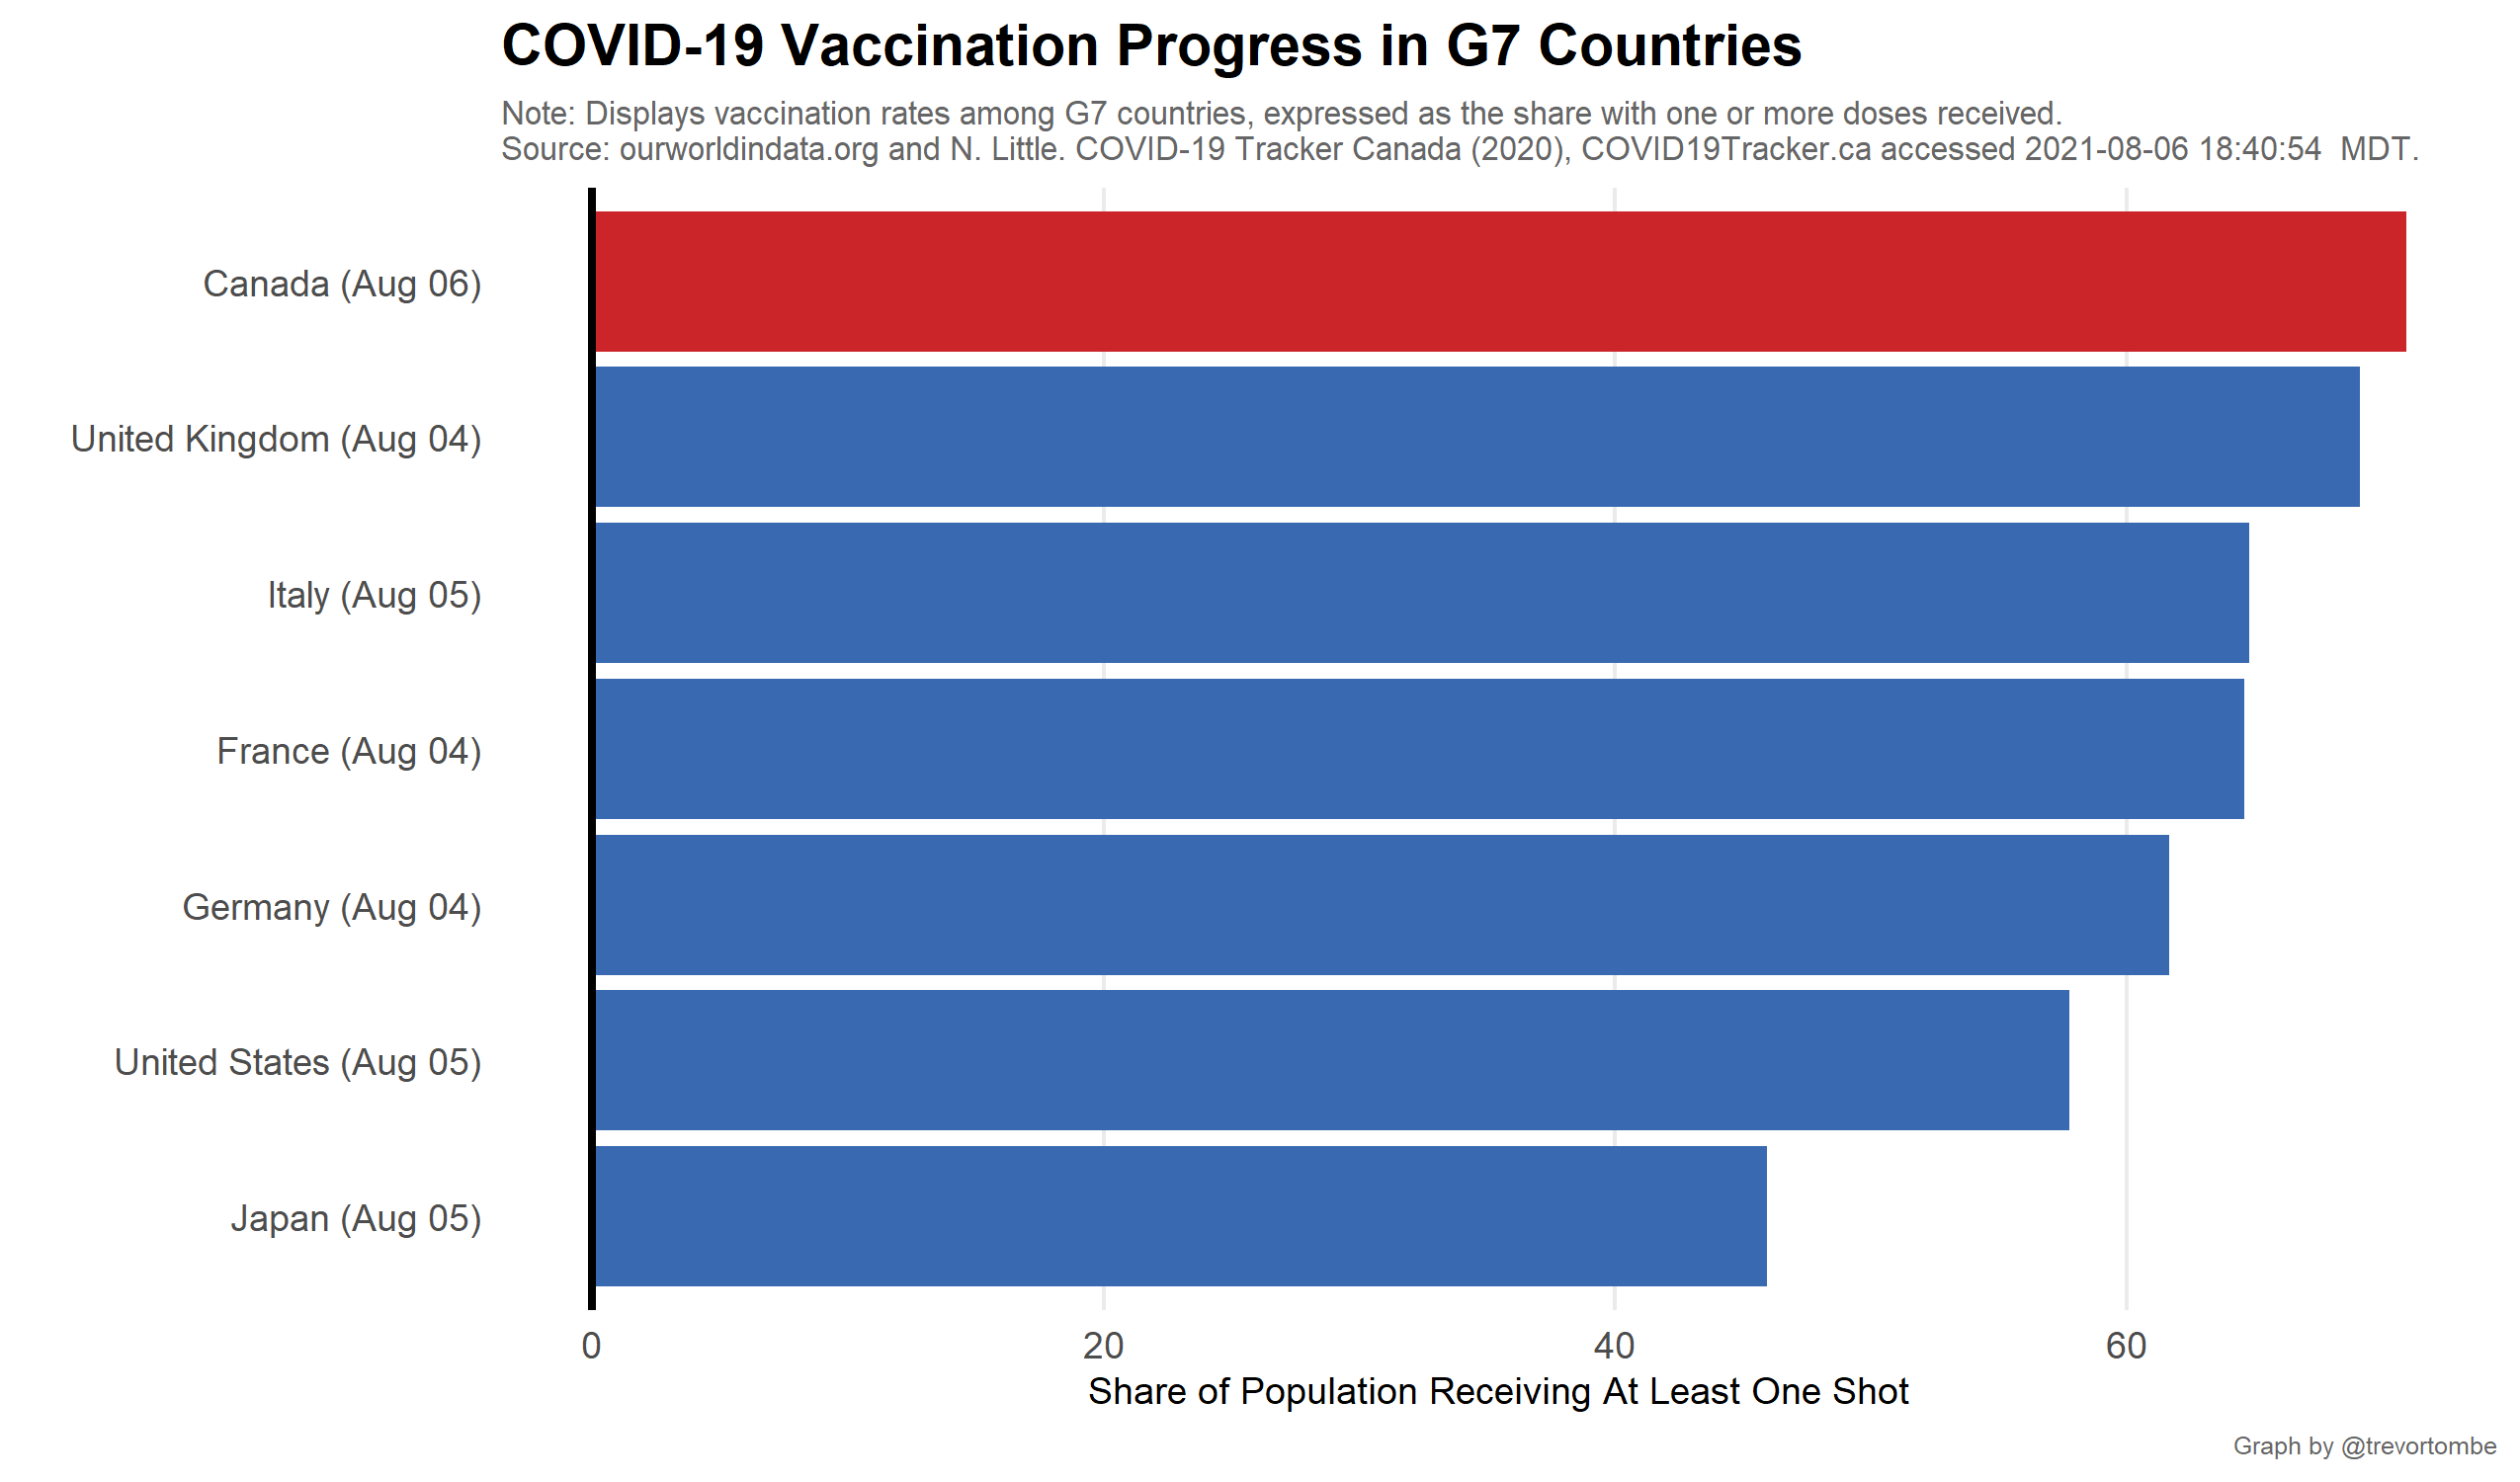 COVID-19 Vaccination Progress in G7 Countries
Note: Displays vaccination rates among G7 countries, expressed as the share with one or more doses received.
Source: ourworldindata.org and N. Little. COVID-19 Tracker Canada (2020), COVID19Tracker.ca accessed 2021-08-06 18:40:54  MDT.
Canada (Aug 06)
United Kingdom (Aug 04)
Italy (Aug 05)
France (Aug 04)
Germany (Aug 04)
United States (Aug 05)
Japan (Aug 05)
0 20 40 60
Share of Population Receiving At Least One Shot
Graph by @trevortombe